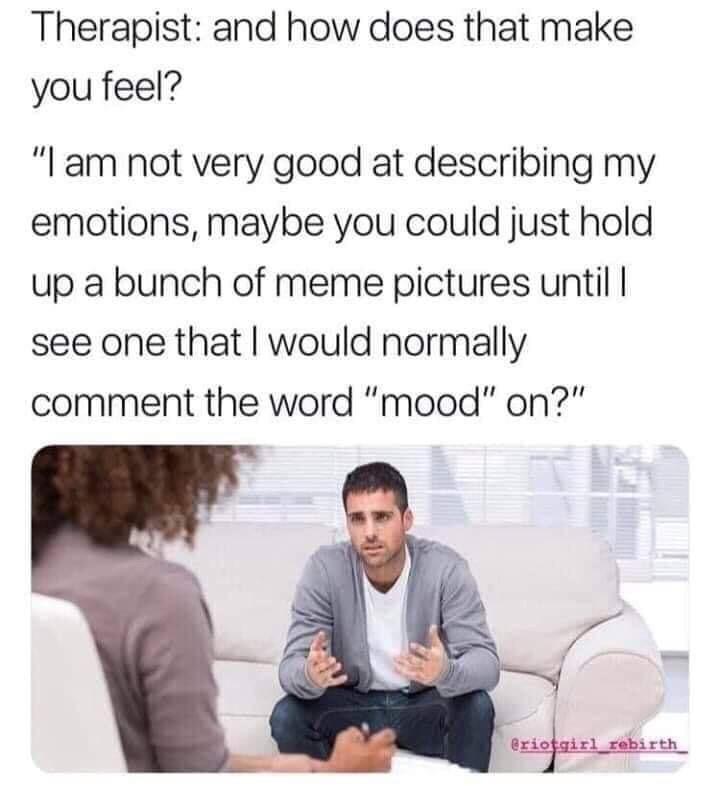 Therapist: and how does that make
you feel?
"I am not very good at describing my
emotions, maybe you could just hold
up a bunch of meme pictures until I
see one that I would normally
comment the word "mood" on?"
@riotgirl_rebirth_